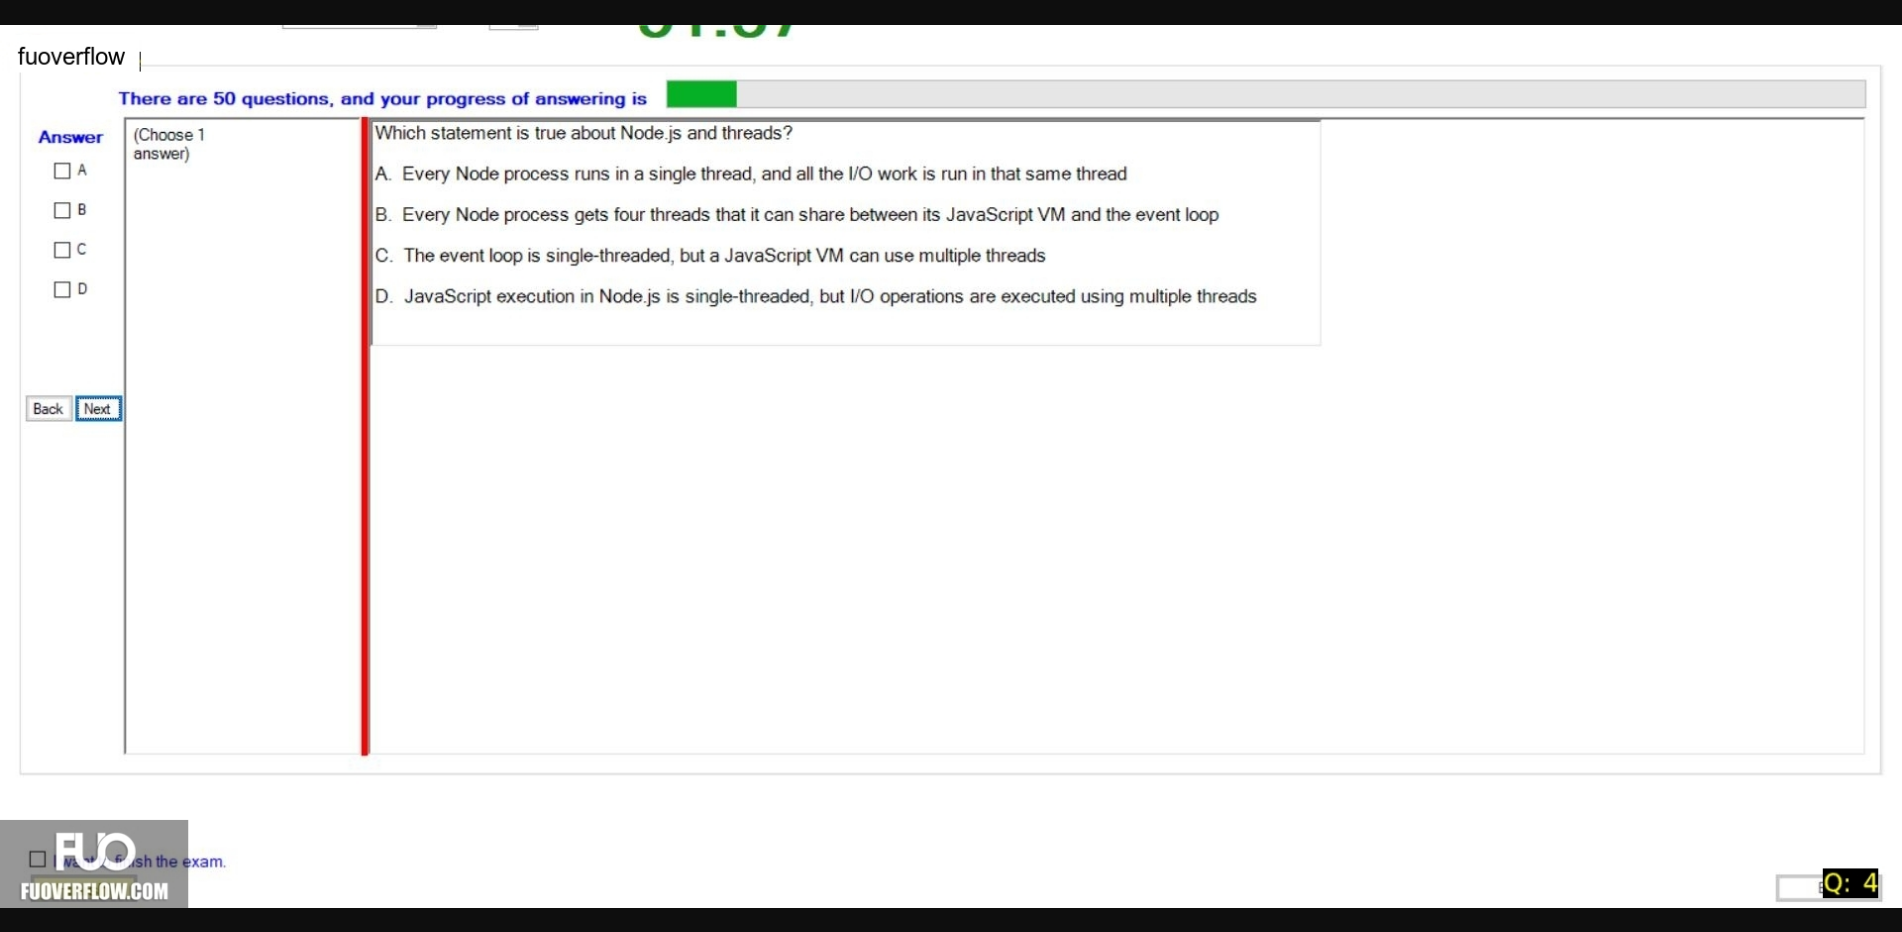 fuoverflow
There are 50 questions, and your progress of answering is
Answer
(Choose 1
answer)
A
B
C
D
Back
Next
Which statement is true about Node.js and threads?
A. Every Node process runs in a single thread, and all the I/O work is run in that same thread
B. Every Node process gets four threads that it can share between its JavaScript VM and the event loop
C. The event loop is single-threaded, but a JavaScript VM can use multiple threads
D. JavaScript execution in Node.js is single-threaded, but I/O operations are executed using multiple threads
the exam.
FUO
FUOVERFLOW.COM
Q: 4